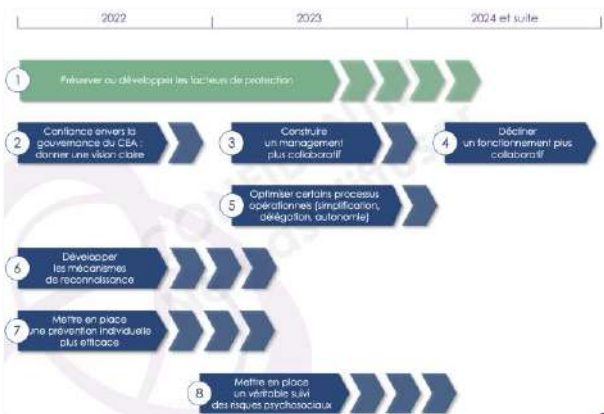 2022
2023
2024 et suite
1
Préserver ou développer les facteurs de protection
2
Confiance envers la
gouvernance du CEA :
donner une vision claire
3
Construire
un management
plus collaboratif
4
Décliner
un fonctionnement plus
collaboratif
5
Optimiser certains processus
opérationnels (simplification,
délégation, autonomie)
6
Développer
les mécanismes
de reconnaissance
7
Mettre en place
une prévention individuelle
plus efficace
8
Mettre en place
un véritable suivi
des risques psychosociaux